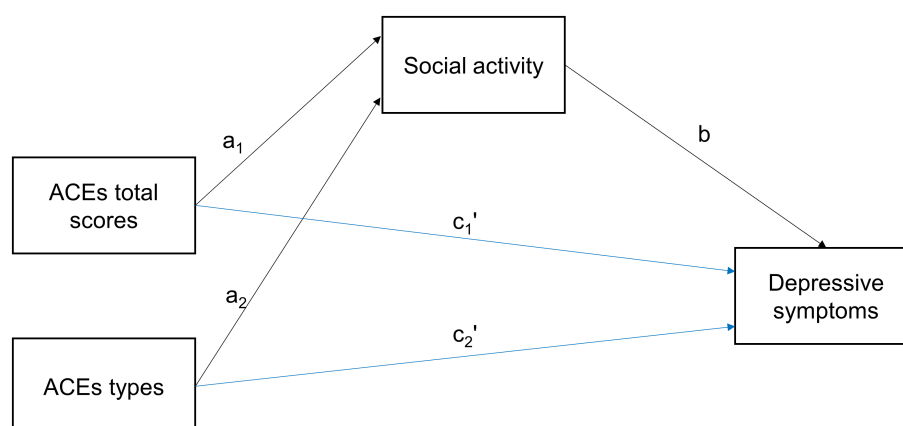 Social activity
a1
b
ACEs total
scores
c1'
Depressive
symptoms
a2
c2'
ACEs types